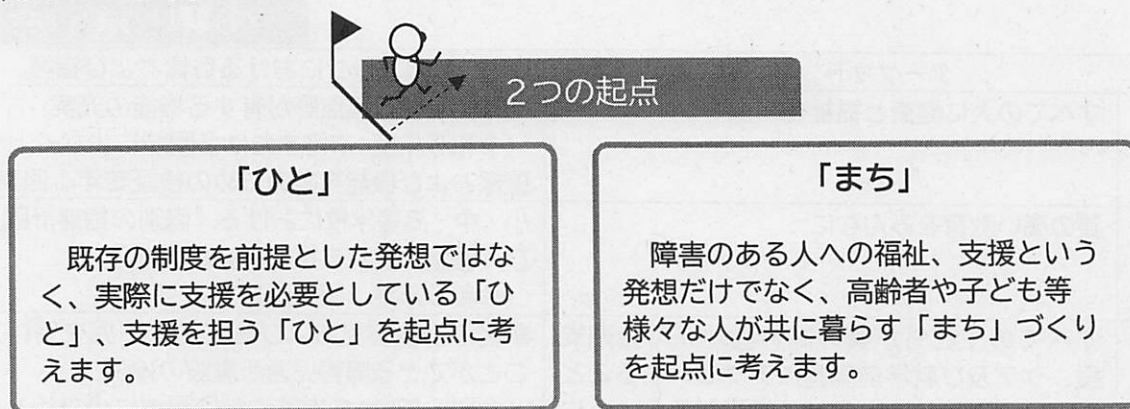 2つの起点
「ひと」
既存の制度を前提とした発想ではな
く、実際に支援を必要としている「ひ
と」、支援を担う「ひと」を起点に考
えます。
「まち」
障害のある人への福祉、支援という
発想だけでなく、高齢者や子ども等
様々な人が共に暮らす「まち」づくり
を起点に考えます。